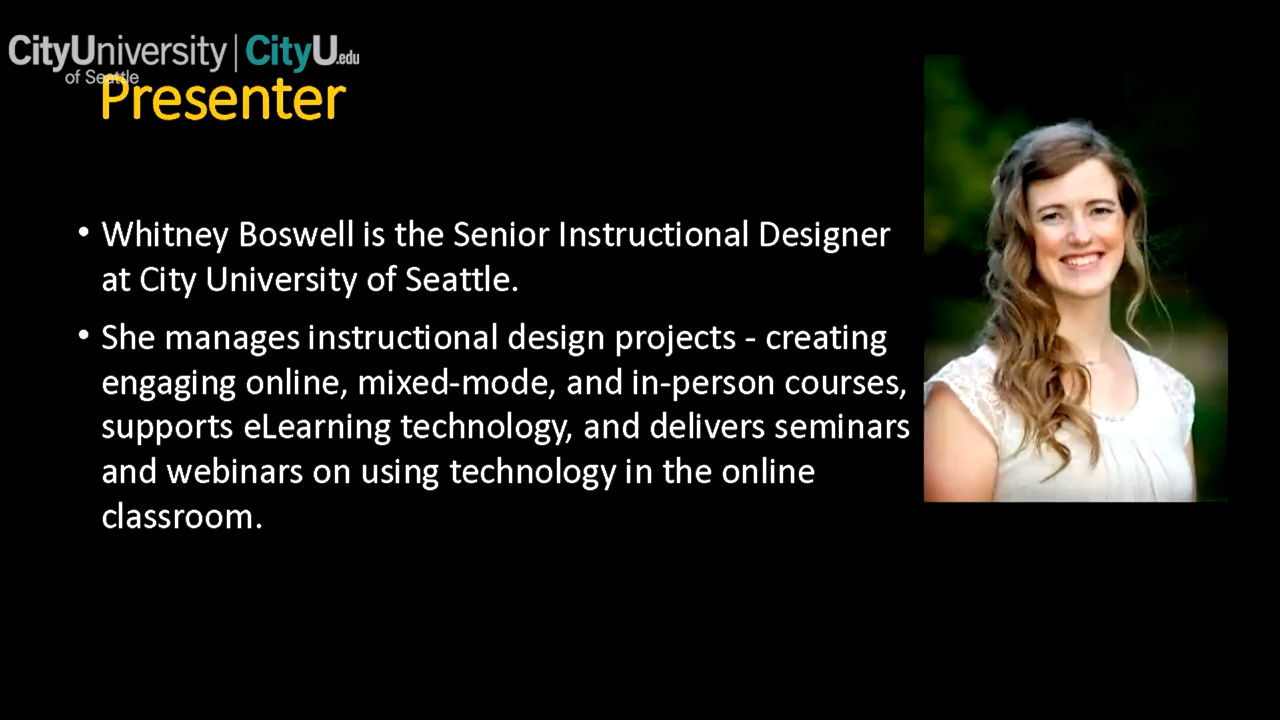 CityUniversity | CityU.edu
of Seattle
Presenter
• Whitney Boswell is the Senior Instructional Designer
at City University of Seattle.
• She manages instructional design projects - creating
engaging online, mixed-mode, and in-person courses,
supports eLearning technology, and delivers seminars
and webinars on using technology in the online
classroom.